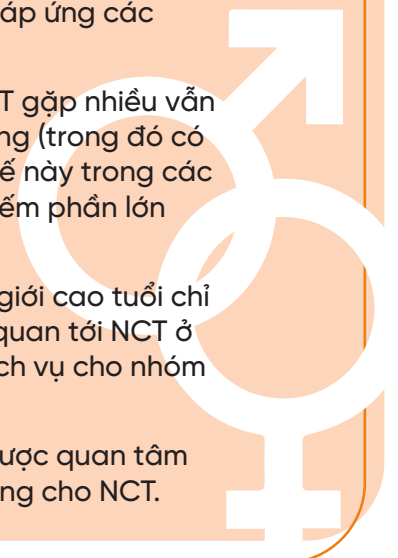 áp ứng các
T gặp nhiều vẫn
ng (trong đó có
ế này trong các
ếm phần lớn
giới cao tuổi chỉ
quan tới NCT ở
ch vụ cho nhóm
ược quan tâm
ng cho NCT.